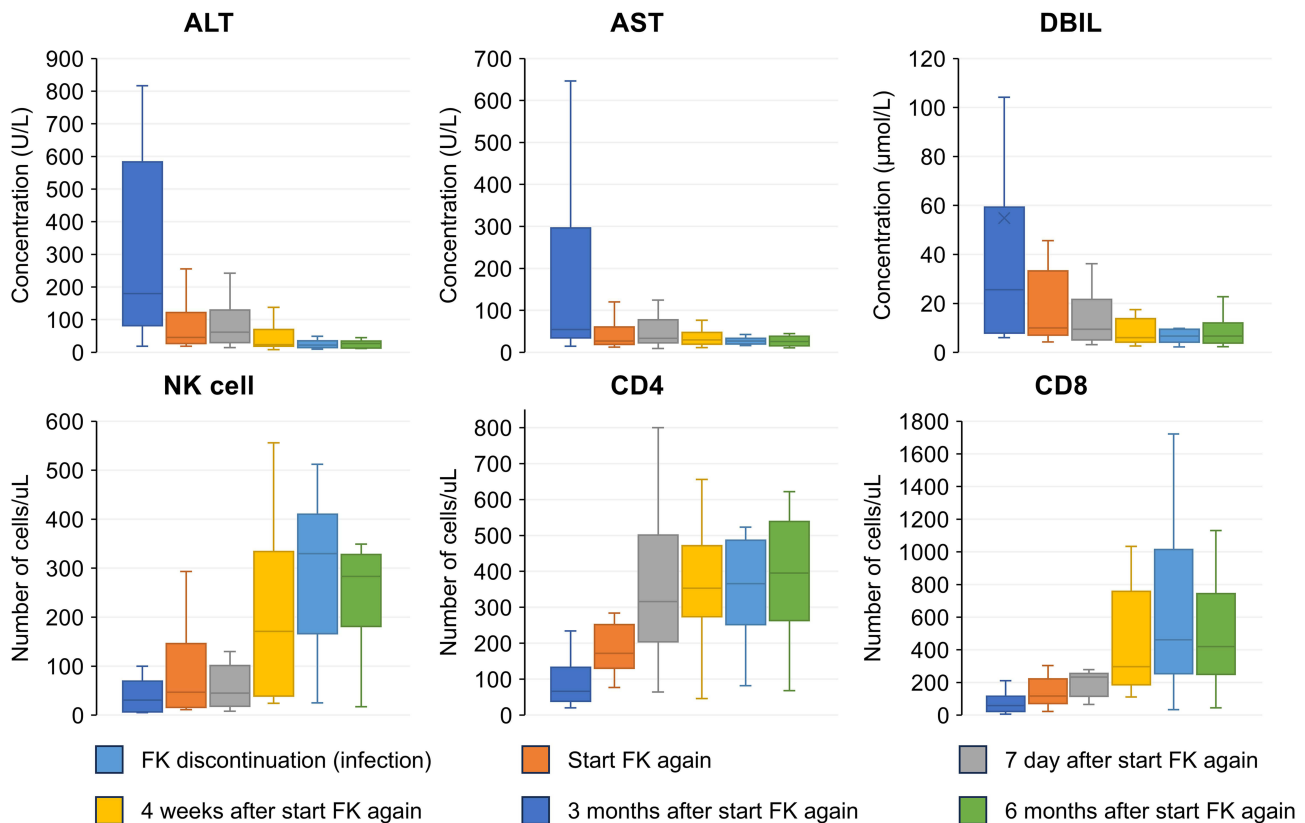 ALT
AST
DBIL
Concentration (U/L)
900
800
700
600
500
400
300
200
100
0
Concentration (U/L)
700
600
500
400
300
200
100
0
Concentration (µmol/L)
120
100
80
60
40
20
0
NK cell
CD4
CD8
Number of cells/uL
600
500
400
300
200
100
0
Number of cells/uL
800
700
600
500
400
300
200
100
0
Number of cells/uL
1800
1600
1400
1200
1000
800
600
400
200
0
FK discontinuation (infection)
Start FK again
7 day after start FK again
4 weeks after start FK again
3 months after start FK again
6 months after start FK again